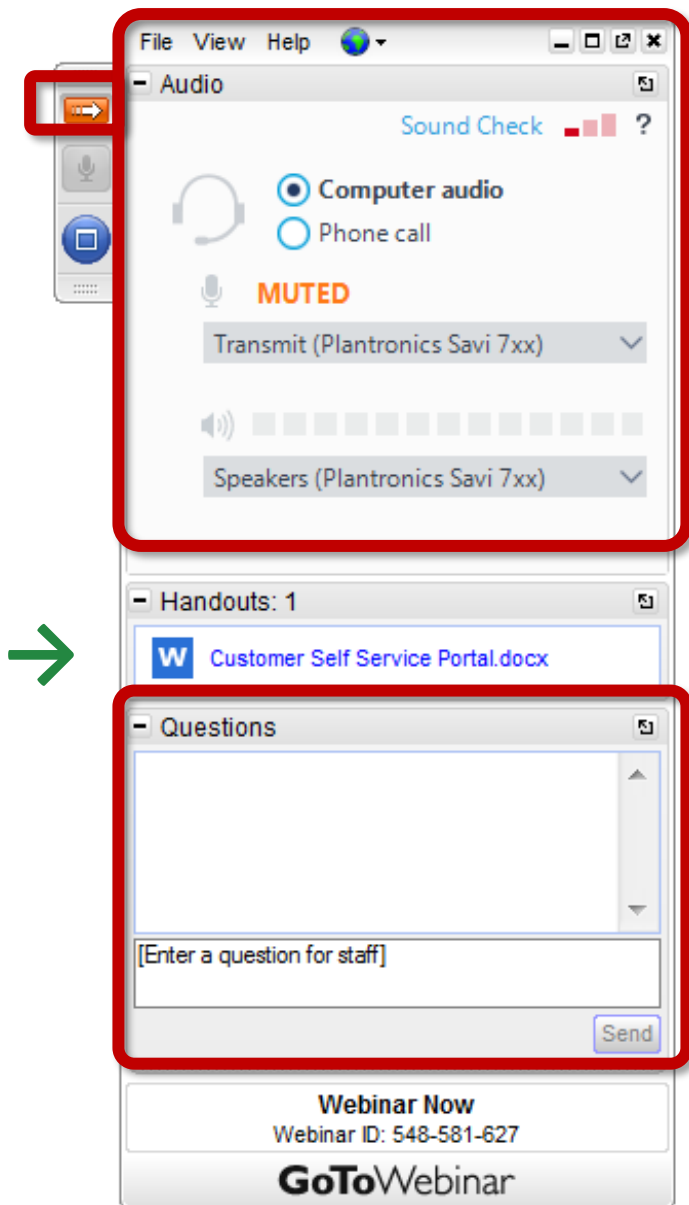 File View Help
Audio
Sound Check ?
Computer audio
Phone call
MUTED
Transmit (Plantronics Savi 7xx)
Speakers (Plantronics Savi 7xx)
Handouts: 1
W Customer Self Service Portal.docx
Questions
[Enter a question for staff]
Send
Webinar Now
Webinar ID: 548-581-627
GoToWebinar